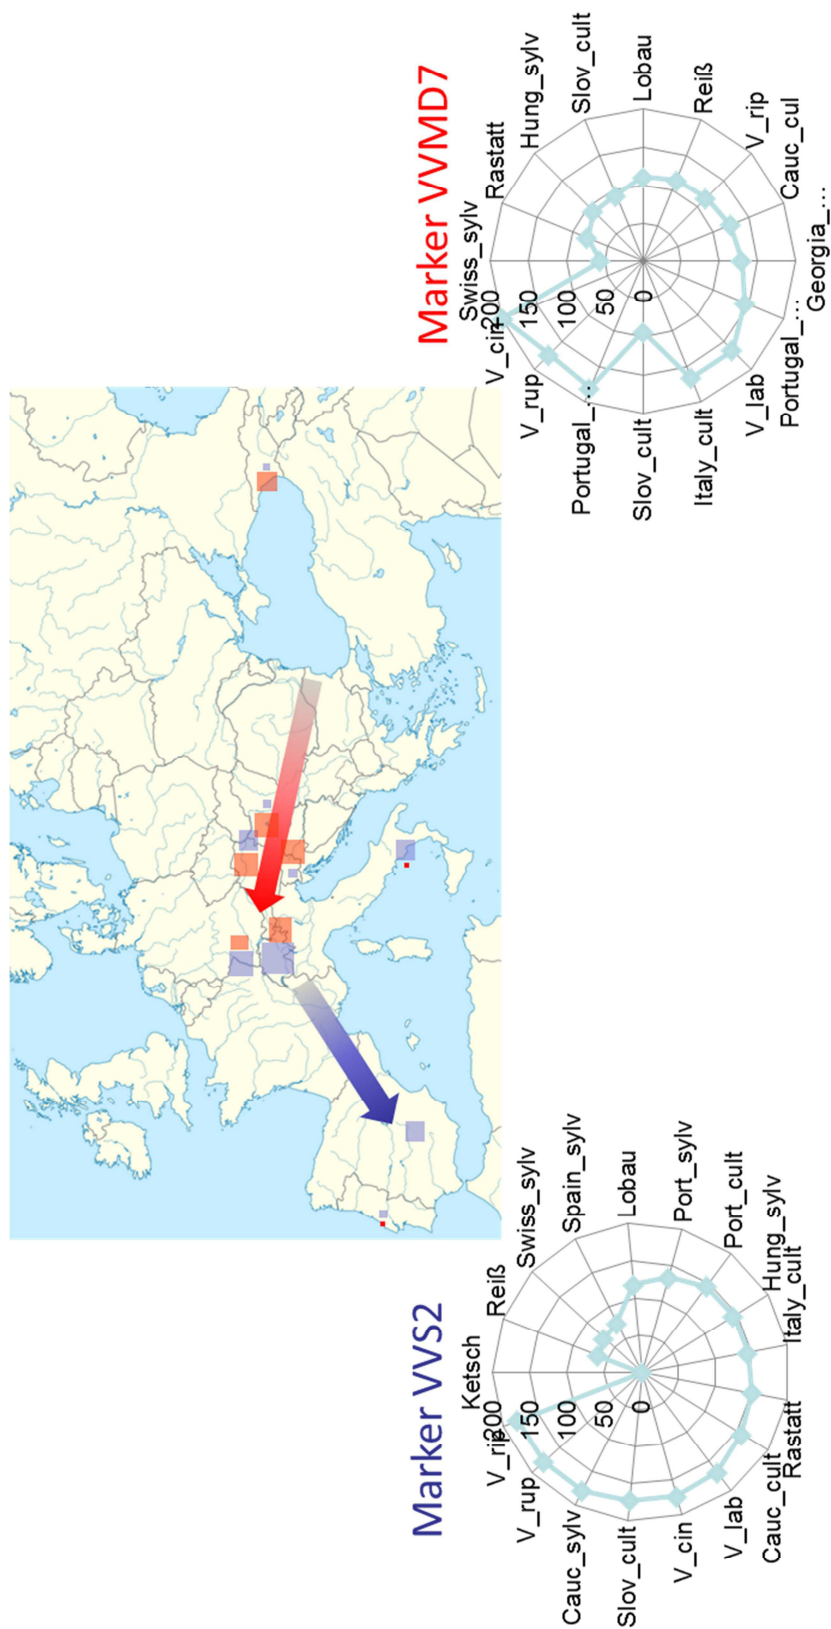 Marker VVMD7
Swiss_sylv
Rastatt
Hung_sylv
Slov_cult
Lobau
Reiß
V_rip
Cauc_cul
Georgia_...
Portugal_...
V_lab
Italy_cult
Slov_cult
Portugal_...
V_rup
V_cin
200
150
100
50
0
Marker VVS2
Ketsch
Reiß
Swiss_sylv
Spain_sylv
Lobau
Port_sylv
Port_cult
Hung_sylv
Italy_cult
Rastatt
Cauc_cult
V_lab
V_cin
Slov_cult
Cauc_sylv
V_rup
V_rip
200
150
100
50
0